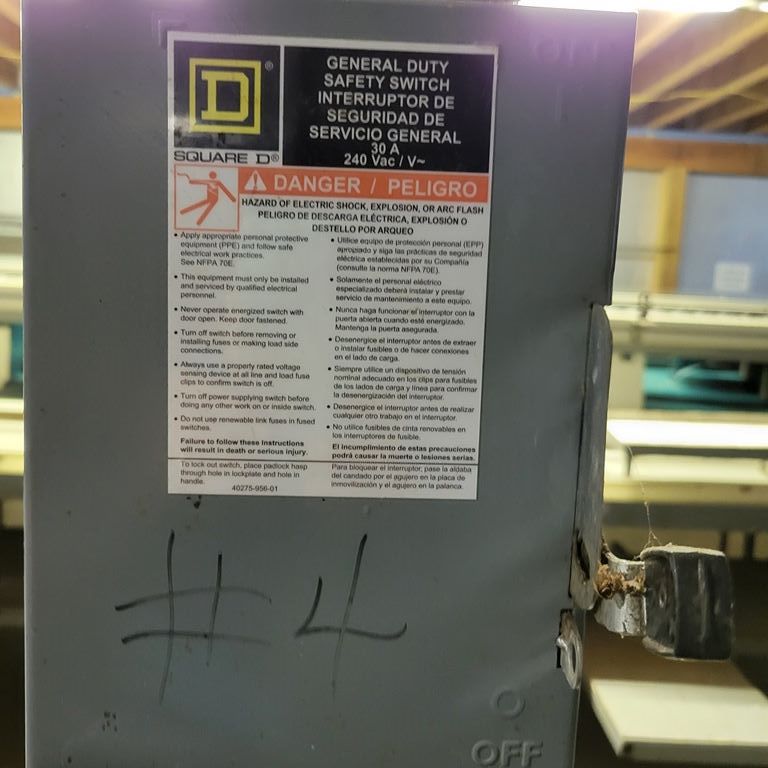 GENERAL DUTY
SAFETY SWITCH
INTERRUPTOR DE
SEGURIDAD DE
SERVICIO GENERAL
30 A
240 Vac / V~
D
SQUARE D®
DANGER / PELIGRO
HAZARD OF ELECTRIC SHOCK, EXPLOSION, OR ARC FLASH
PELIGRO DE DESCARGA ELÉCTRICA, EXPLOSIÓN O
DESTELLO POR ARQUEO
• Apply appropriate personal protective
equipment (PPE) and follow safe
electrical work practices.
See NFPA 70E.
• This equipment must only be installed
and serviced by qualified electrical
personnel.
• Never operate energized switch with
door open. Keep door fastened.
• Turn off switch before removing or
installing fuses or making load side
connections.
• Always use a properly rated voltage
sensing device at all line and load fuse
clips to confirm switch is off.
• Turn off power supplying switch before
doing any other work on or inside switch.
• Do not use renewable link fuses in fused
switches.
Failure to follow these instructions
will result in death or serious injury.
• Utilice equipo de protección personal (EPP)
apropiado y siga las prácticas de seguridad
eléctrica establecidas por su Compañía
(consulte la norma NFPA 70E).
• Solamente el personal eléctrico
especializado deberá instalar y prestar
servicio de mantenimiento a este equipo.
• Nunca haga funcionar el interruptor con la
puerta abierta cuando esté energizado.
Mantenga la puerta asegurada.
• Desenergice el interruptor antes de extraer
o instalar fusibles o de hacer conexiones
en el lado de carga.
• Siempre utilice un dispositivo de tensión
nominal adecuado en los clips para fusibles
de los lados de carga y línea para confirmar
la desenergización del interruptor.
• Desenergice el interruptor antes de realizar
cualquier otro trabajo en el interruptor.
• No utilice fusibles de cinta renovables en
los interruptores de fusible.
El incumplimiento de estas precauciones
podrá causar la muerte o lesiones serias.
To lock out switch, place padlock hasp
through hole in lockplate and hole in
handle.
40275-956-01
Para bloquear el interruptor, pase la aldaba
del candado por el agujero en la placa de
inmovilización y el agujero en la palanca.
#4
O
OFF